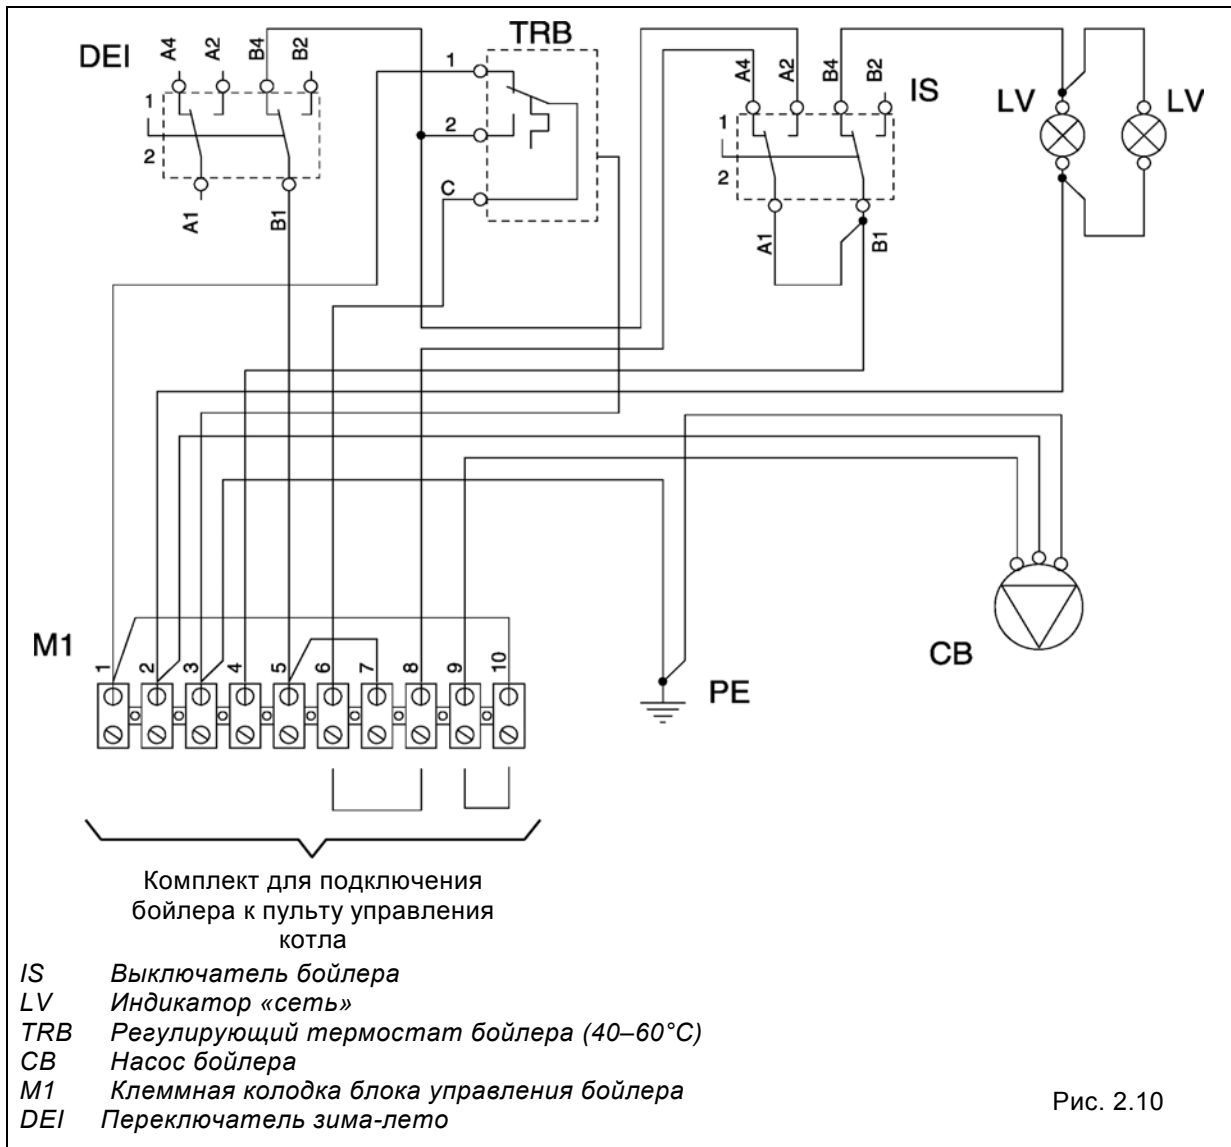 DEI
A4
A2
B4
B2
1
2
A1
B1
TRB
1
2
C
A4
A2
B4
B2
IS
1
2
A1
B1
LV
LV
M1
1
2
3
4
5
6
7
8
9
10
PE
CB
Комплект для подключения
бойлера к пульту управления
котла
IS Выключатель бойлера
LV Индикатор «сеть»
TRB Регулирующий термостат бойлера (40–60°C)
CB Насос бойлера
M1 Клеммная колодка блока управления бойлера
DEI Переключатель зима-лето
Рис. 2.10